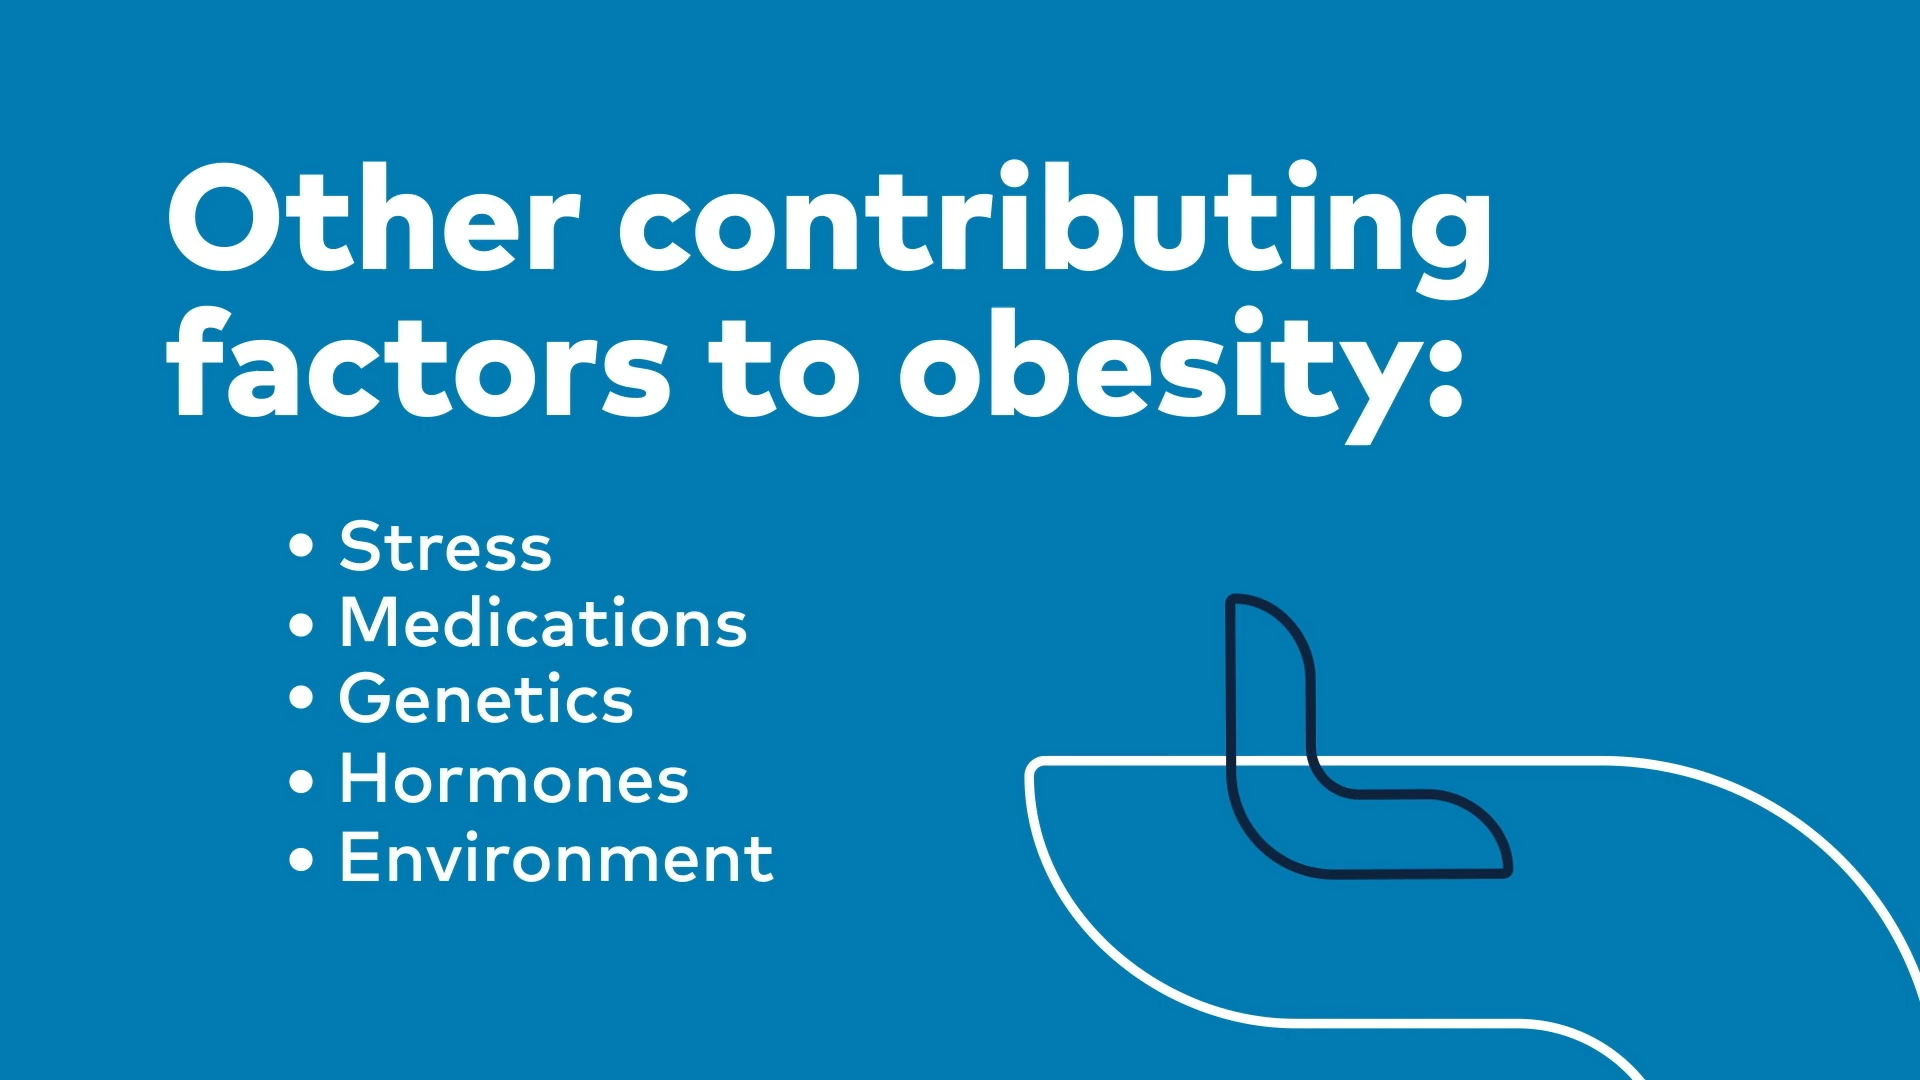 Other contributing
factors to obesity:
• Stress
• Medications
• Genetics
• Hormones
• Environment